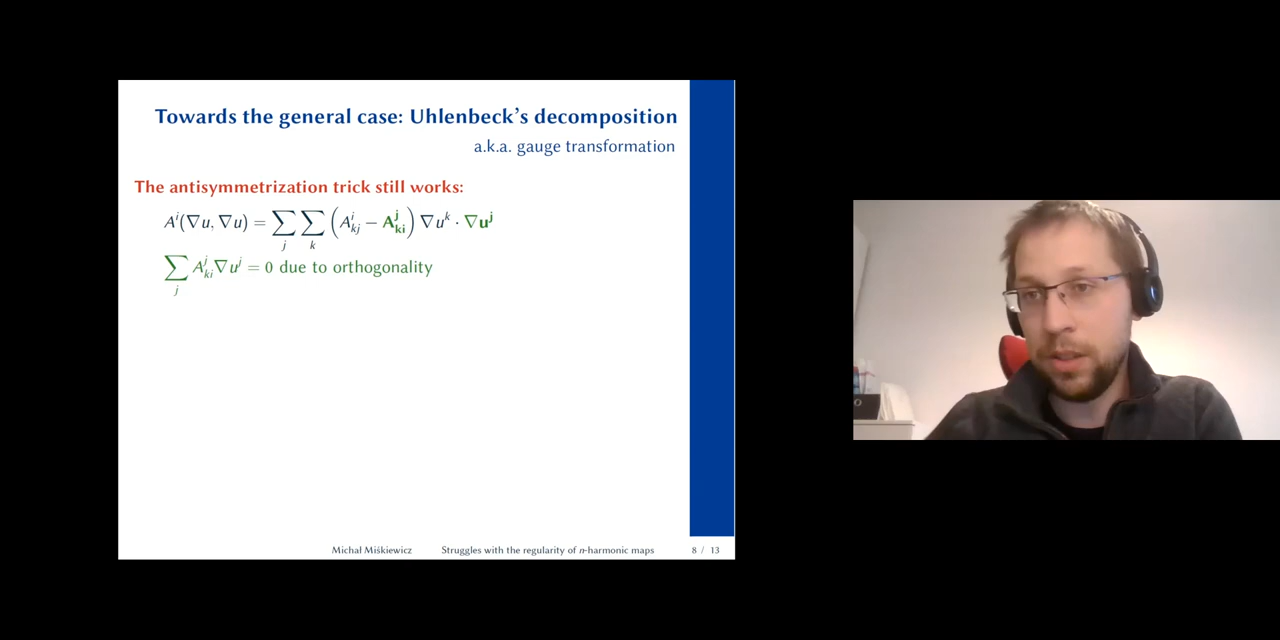 Towards the general case: Uhlenbeck's decomposition
a.k.a. gauge transformation
The antisymmetrization trick still works:
A^i(∇u, ∇u) = ∑_j ∑_k (A^i_{kj} − A^j_{ki}) ∇u^k · ∇u^j
∑_j A^j_{ki} ∇u^j = 0 due to orthogonality
Michał Miśkiewicz Struggles with the regularity of n-harmonic maps 8 / 13